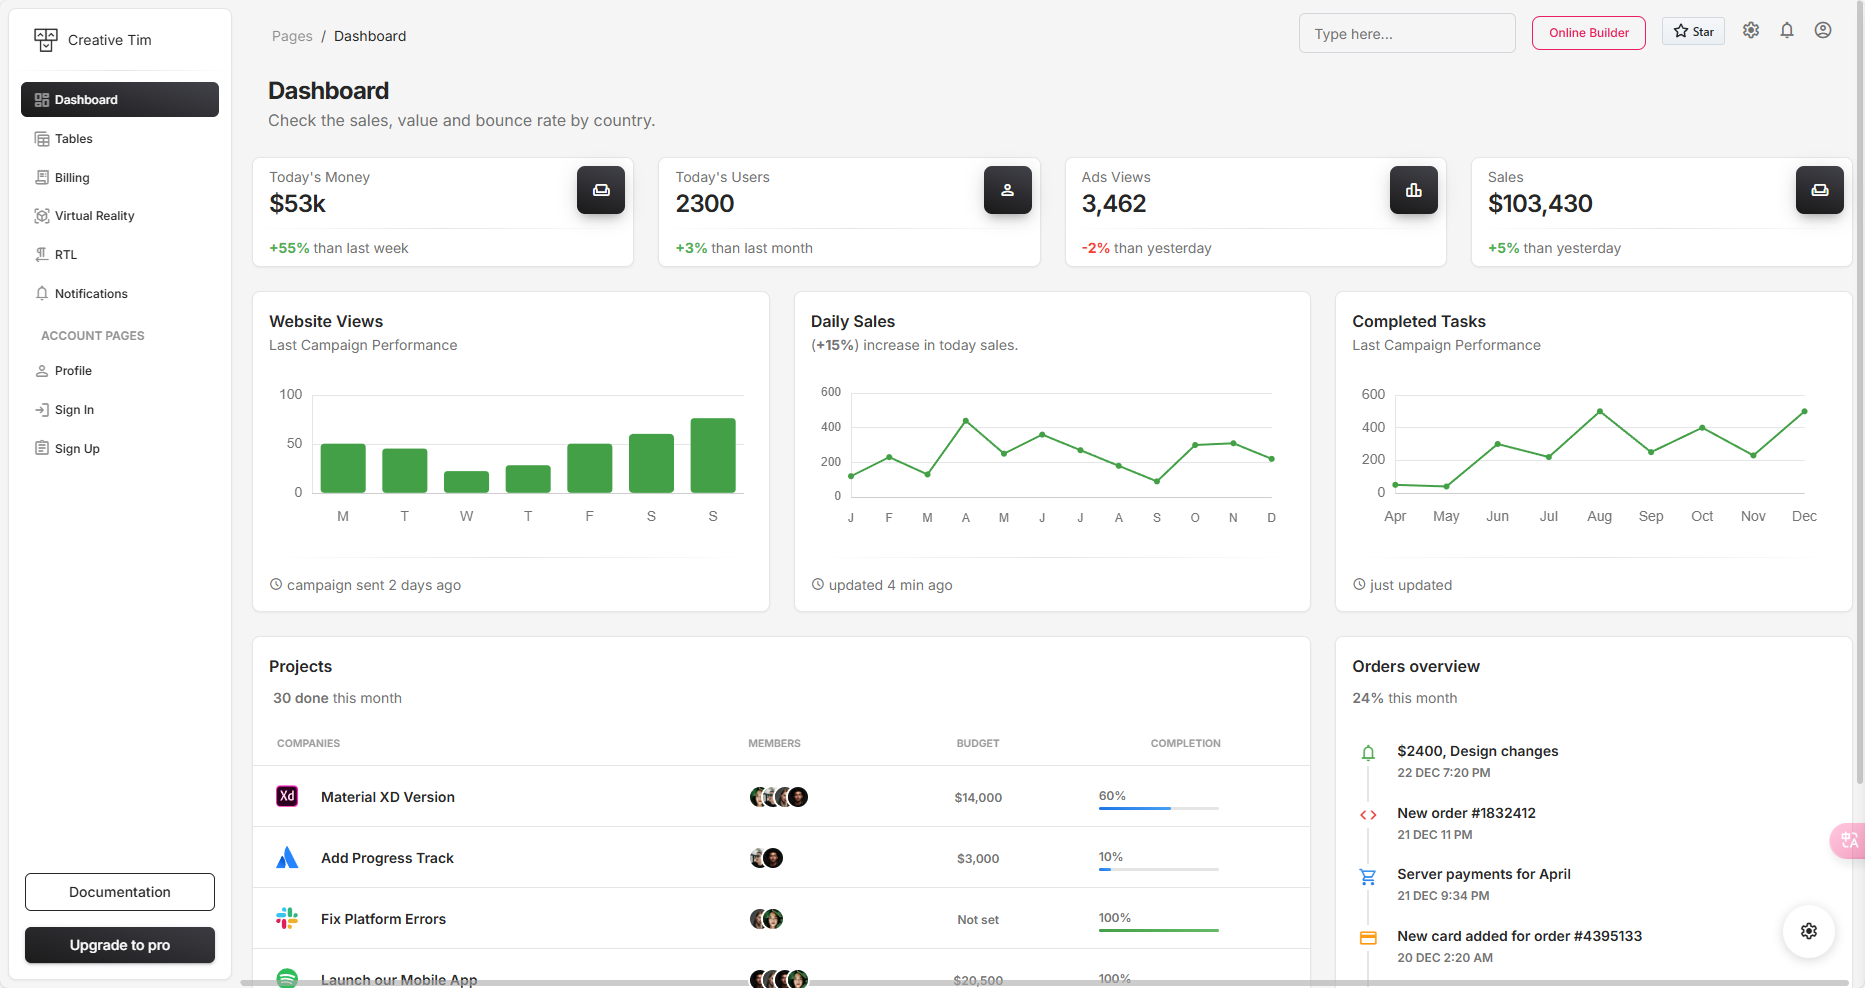 Creative Tim
Dashboard
Tables
Billing
Virtual Reality
RTL
Notifications
ACCOUNT PAGES
Profile
Sign In
Sign Up
Documentation
Upgrade to pro
Pages / Dashboard
Type here...
Online Builder
Star
Dashboard
Check the sales, value and bounce rate by country.
Today's Money
$53k
+55% than last week
Today's Users
2300
+3% than last month
Ads Views
3,462
-2% than yesterday
Sales
$103,430
+5% than yesterday
Website Views
Last Campaign Performance
100
50
0
M T W T F S S
campaign sent 2 days ago
Daily Sales
(+15%) increase in today sales.
600
400
200
0
J F M A M J J A S O N D
updated 4 min ago
Completed Tasks
Last Campaign Performance
600
400
200
0
Apr May Jun Jul Aug Sep Oct Nov Dec
just updated
Projects
30 done this month
COMPANIES MEMBERS BUDGET COMPLETION
Xd Material XD Version $14,000 60%
Add Progress Track $3,000 10%
Fix Platform Errors Not set 100%
Launch our Mobile App $20,500 100%
Orders overview
24% this month
$2400, Design changes
22 DEC 7:20 PM
New order #1832412
21 DEC 11 PM
Server payments for April
21 DEC 9:34 PM
New card added for order #4395133
20 DEC 2:20 AM